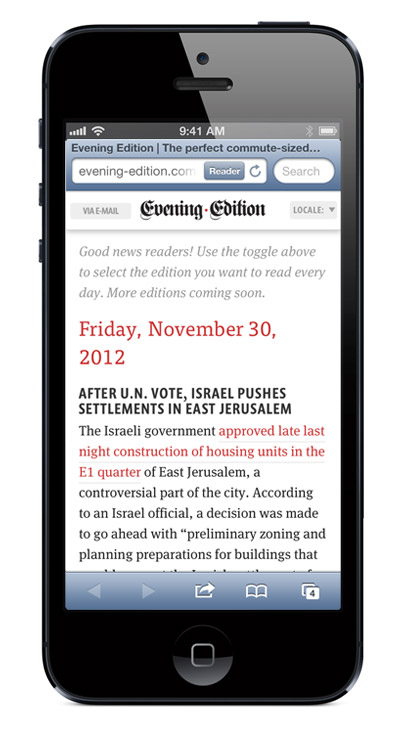 9:41 AM
Evening Edition | The perfect commute-sized...
evening-edition.com Reader Search
VIA E-MAIL Evening·Edition LOCALE:
Good news readers! Use the toggle above
to select the edition you want to read every
day. More editions coming soon.
Friday, November 30,
2012
AFTER U.N. VOTE, ISRAEL PUSHES
SETTLEMENTS IN EAST JERUSALEM
The Israeli government approved late last
night construction of housing units in the
E1 quarter of East Jerusalem, a
controversial part of the city. According
to an Israel official, a decision was made
to go ahead with “preliminary zoning and
planning preparations for buildings that
4